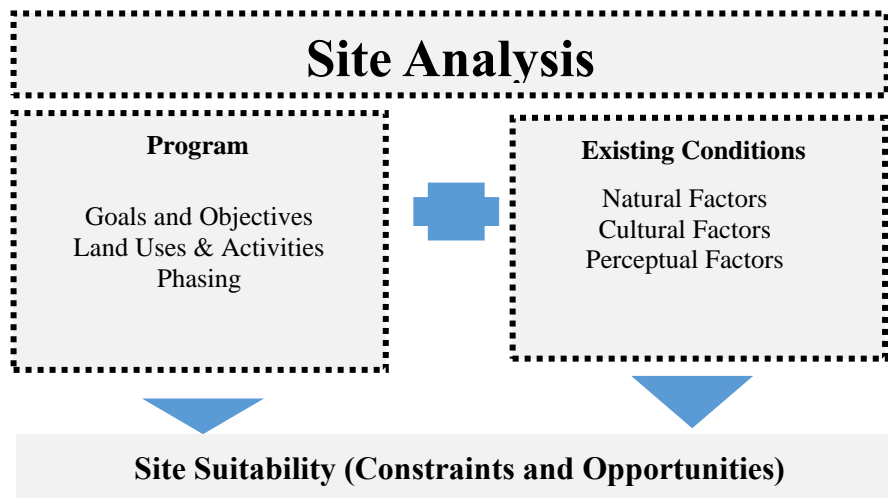 Site Analysis
Program
Goals and Objectives
Land Uses & Activities
Phasing
Existing Conditions
Natural Factors
Cultural Factors
Perceptual Factors
Site Suitability (Constraints and Opportunities)